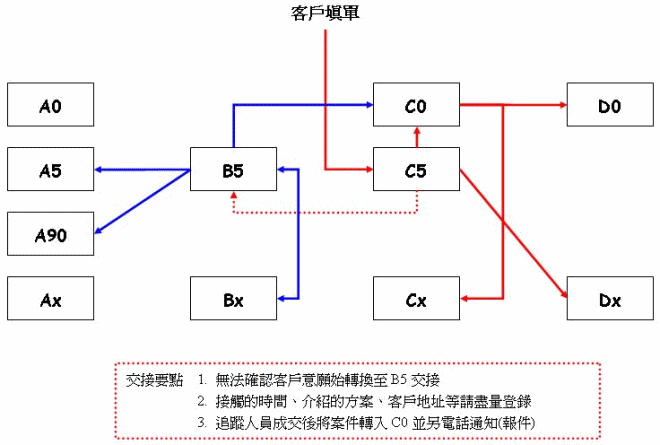 客戶填單
A0
C0
D0
A5
B5
C5
A90
Ax
Bx
Cx
Dx
交接要點 1. 無法確認客戶意願始轉換至 B5 交接
2. 接觸的時間、介紹的方案、客戶地址等請盡量登錄
3. 追蹤人員成交後將案件轉入 C0 並另電話通知(報件)